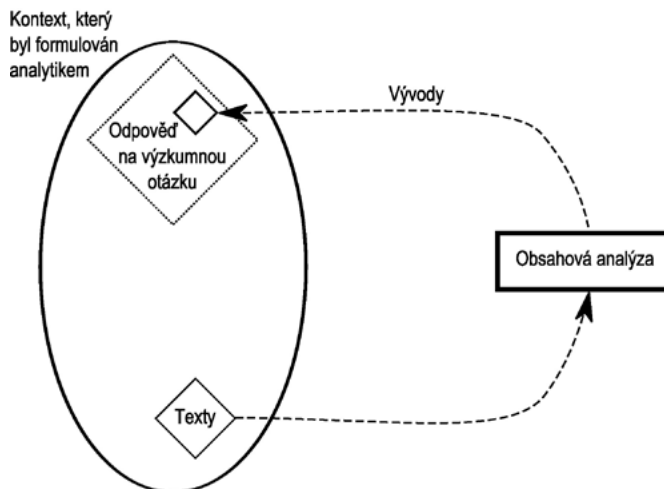 Kontext, který
byl formulován
analytikem
Vývody
Odpověď
na výzkumnou
otázku
Obsahová analýza
Texty